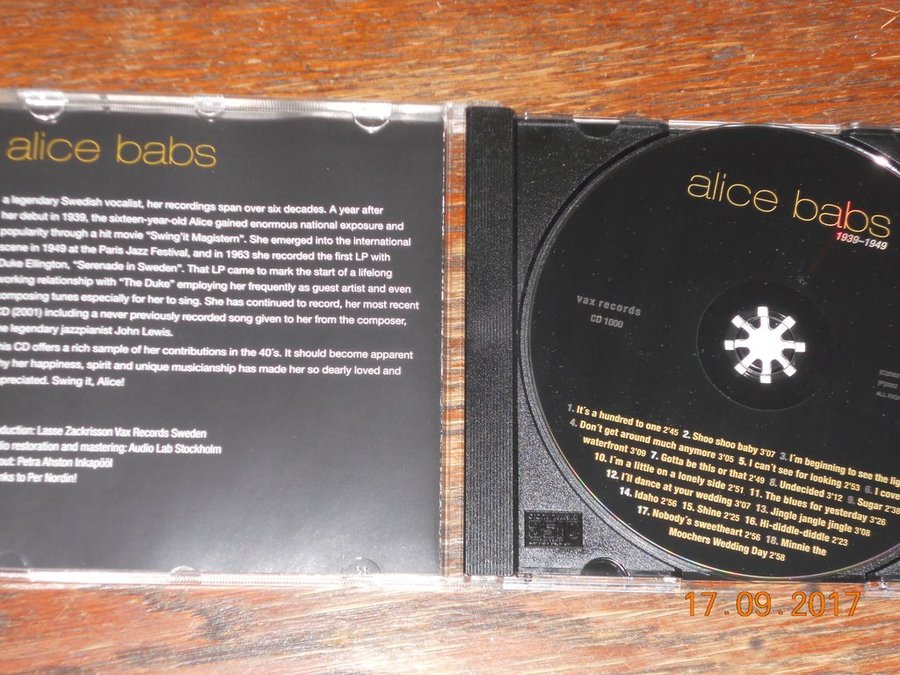 alice babs
a legendary Swedish vocalist, her recordings span over six decades. A year after
her debut in 1939, the sixteen-year-old Alice gained enormous national exposure and
popularity through a hit movie “Swing'it Magistern”. She emerged into the international
scene in 1949 at the Paris Jazz Festival, and in 1963 she recorded the first LP with
Duke Ellington, “Serenade in Sweden”. That LP came to mark the start of a lifelong
working relationship with “The Duke” employing her frequently as guest artist and even
composing tunes especially for her to sing. She has continued to record, her most recent
CD (2001) including a never previously recorded song given to her from the composer,
the legendary jazzpianist John Lewis.
his CD offers a rich sample of her contributions in the 40´s. It should become apparent
hy her happiness, spirit and unique musicianship has made her so dearly loved and
preciated. Swing it, Alice!
duction: Lasse Zackrisson Vax Records Sweden
dio restoration and mastering: Audio Lab Stockholm
out: Petra Ahston Inkapööl
nks to Per Nordin!
alice babs
1939–1949
vax records
CD 1000
ALL RIG
1. It´s a hundred to one 2'45 2. Shoo shoo baby 3'07 3. I´m beginning to see the lig
4. Don´t get around much anymore 3'05 5. I can´t see for looking 2'53 6. I cove
waterfront 3'09 7. Gotta be this or that 2'49 8. Undecided 3'12 9. Sugar 2'38
10. I´m a little on a lonely side 2'51 11. The blues for yesterday 3'26
12. I´ll dance at your wedding 3'07 13. Jingle jangle jingle 3'08
14. Idaho 2'56 15. Shine 2'25 16. Hi-diddle-diddle 2'23
17. Nobody´s sweetheart 2'56 18. Minnie the
Moochers Wedding Day 2'58
17.09.2017